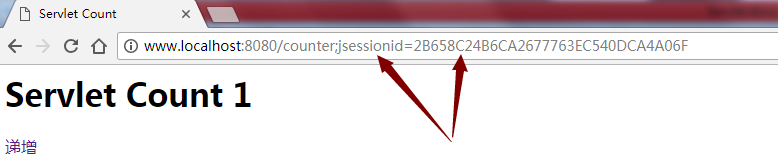 Servlet Count
www.localhost:8080/counter;jsessionid=2B658C24B6CA2677763EC540DCA4A06F
Servlet Count 1
递增